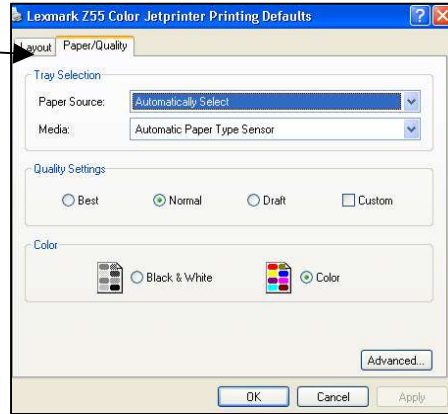 Lexmark Z55 Color Jetprinter Printing Defaults
Layout Paper/Quality
Tray Selection
Paper Source: Automatically Select
Media: Automatic Paper Type Sensor
Quality Settings
Best Normal Draft Custom
Color
Black & White Color
Advanced...
OK Cancel Apply